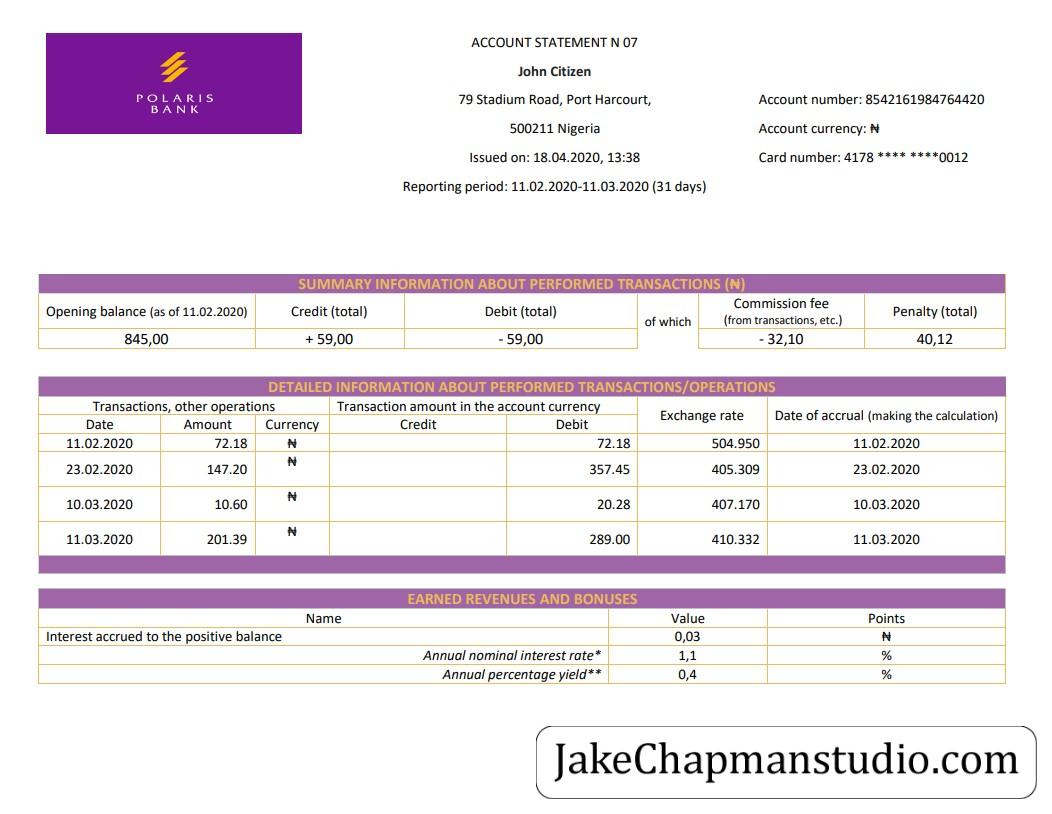 POLARIS
BANK
ACCOUNT STATEMENT N 07
John Citizen
79 Stadium Road, Port Harcourt,
500211 Nigeria
Issued on: 18.04.2020, 13:38
Reporting period: 11.02.2020-11.03.2020 (31 days)
Account number: 8542161984764420
Account currency: ₦
Card number: 4178 **** ****0012
SUMMARY INFORMATION ABOUT PERFORMED TRANSACTIONS (₦)
Opening balance (as of 11.02.2020) Credit (total) Debit (total) of which Commission fee (from transactions, etc.) Penalty (total)
845,00 + 59,00 - 59,00 - 32,10 40,12
DETAILED INFORMATION ABOUT PERFORMED TRANSACTIONS/OPERATIONS
Transactions, other operations Transaction amount in the account currency Exchange rate Date of accrual (making the calculation)
Date Amount Currency Credit Debit
11.02.2020 72.18 ₦ 72.18 504.950 11.02.2020
23.02.2020 147.20 ₦ 357.45 405.309 23.02.2020
10.03.2020 10.60 ₦ 20.28 407.170 10.03.2020
11.03.2020 201.39 ₦ 289.00 410.332 11.03.2020
EARNED REVENUES AND BONUSES
Name Value Points
Interest accrued to the positive balance 0,03 ₦
Annual nominal interest rate* 1,1 %
Annual percentage yield** 0,4 %
JakeChapmanstudio.com